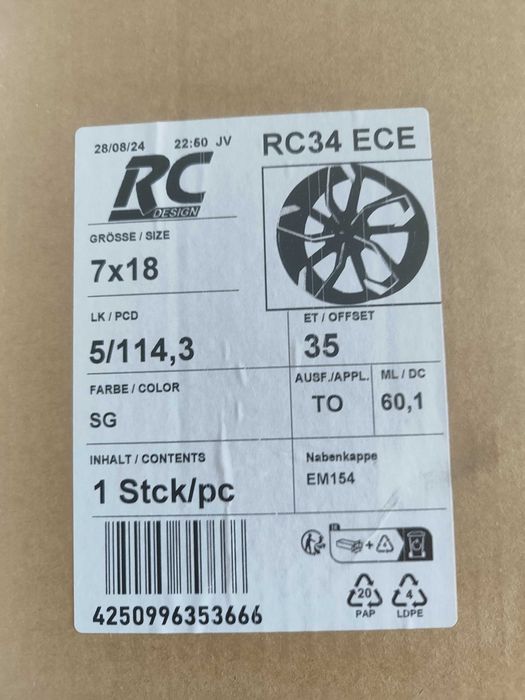 28/08/24 22:50 JV
RC34 ECE
RC
DESIGN
GRÖSSE / SIZE
7x18
LK / PCD
5/114,3
ET / OFFSET
35
FARBE / COLOR
SG
AUSF./APPL.
TO
ML / DC
60,1
INHALT / CONTENTS
1 Stck/pc
Nabenkappe
EM154
4250996353666
20
PAP
4
LDPE